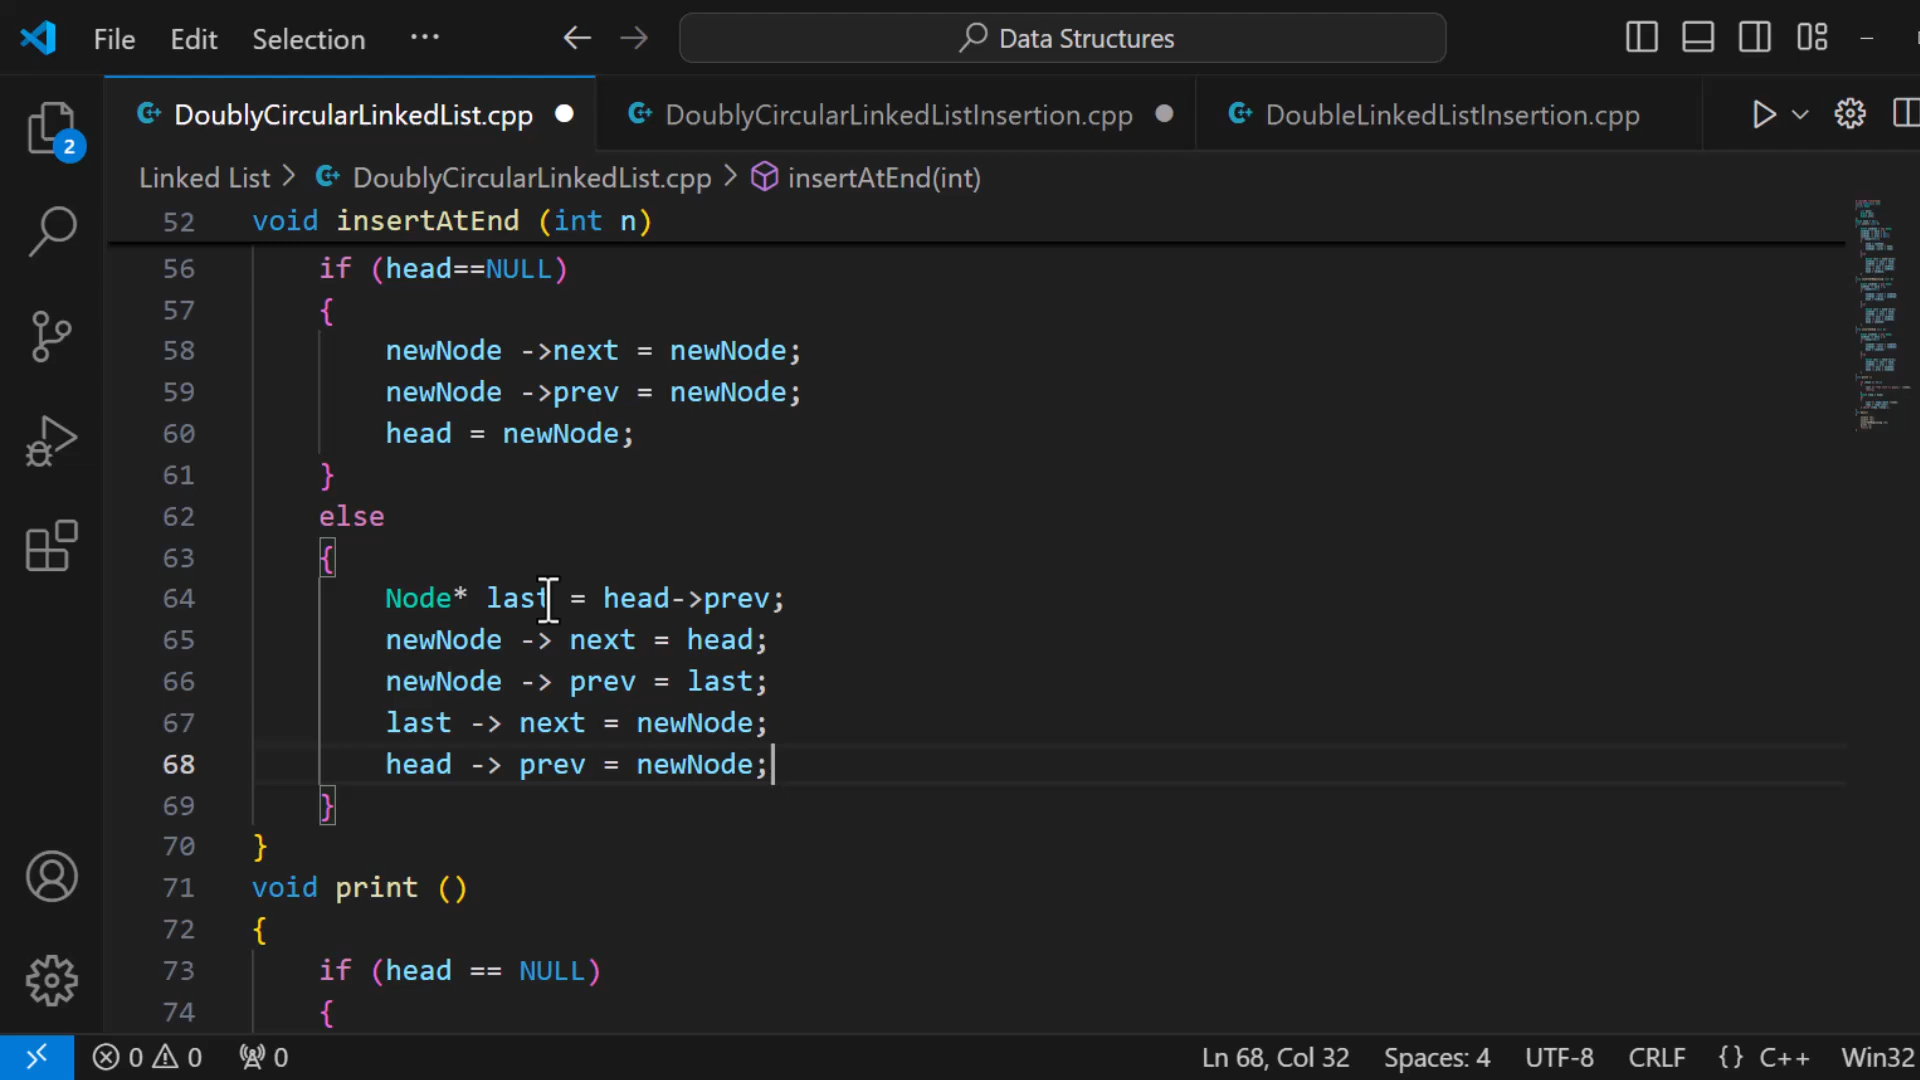 File Edit Selection ··· Data Structures
DoublyCircularLinkedList.cpp DoublyCircularLinkedListInsertion.cpp DoubleLinkedListInsertion.cpp
2
Linked List > DoublyCircularLinkedList.cpp > insertAtEnd(int)
52 void insertAtEnd (int n)
56 if (head==NULL)
57 {
58 newNode ->next = newNode;
59 newNode ->prev = newNode;
60 head = newNode;
61 }
62 else
63 {
64 Node* last = head->prev;
65 newNode -> next = head;
66 newNode -> prev = last;
67 last -> next = newNode;
68 head -> prev = newNode;
69 }
70 }
71 void print ()
72 {
73 if (head == NULL)
74 {
0 0 0 Ln 68, Col 32 Spaces: 4 UTF-8 CRLF {} C++ Win32